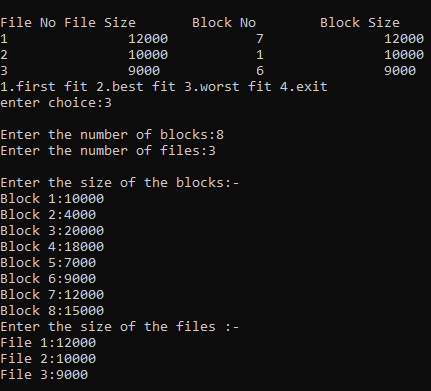 File No File Size Block No Block Size
1 12000 7 12000
2 10000 1 10000
3 9000 6 9000
1.first fit 2.best fit 3.worst fit 4.exit
enter choice:3
Enter the number of blocks:8
Enter the number of files:3
Enter the size of the blocks:-
Block 1:10000
Block 2:4000
Block 3:20000
Block 4:18000
Block 5:7000
Block 6:9000
Block 7:12000
Block 8:15000
Enter the size of the files :-
File 1:12000
File 2:10000
File 3:9000